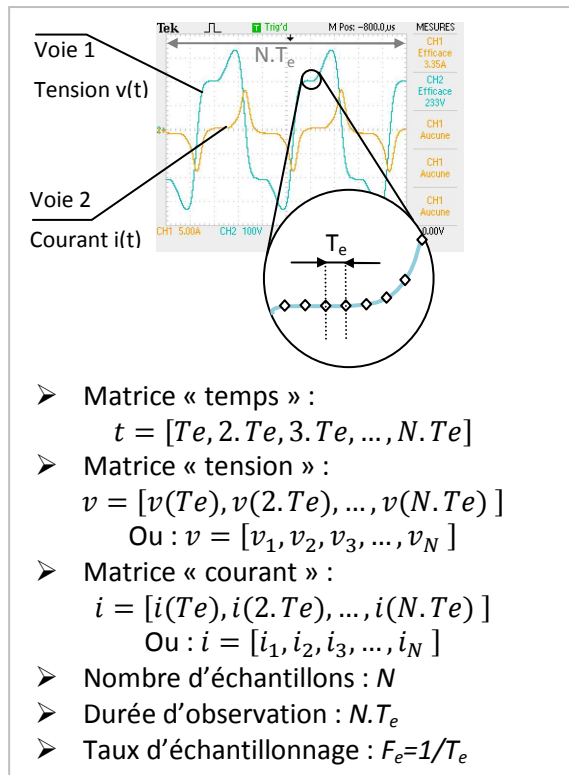 Tek Trig'd M Pos: -800.0µs MESURES
Voie 1
Tension v(t)
N.Te
CH1
Efficace
3.35A
CH2
Efficace
233V
CH1
Aucune
CH1
Aucune
CH1
Aucune
2+
Voie 2
Courant i(t)
CH1 5.00A CH2 100V 0.00V
Te
➢ Matrice « temps » :
t = [Te, 2. Te, 3. Te, … , N. Te]
➢ Matrice « tension » :
v = [v(Te), v(2. Te), … , v(N. Te) ]
Ou : v = [v₁, v₂, v₃, … , v_N ]
➢ Matrice « courant » :
i = [i(Te), i(2. Te), … , i(N. Te) ]
Ou : i = [i₁, i₂, i₃, … , i_N ]
➢ Nombre d'échantillons : N
➢ Durée d'observation : N.Te
➢ Taux d'échantillonnage : Fe=1/Te